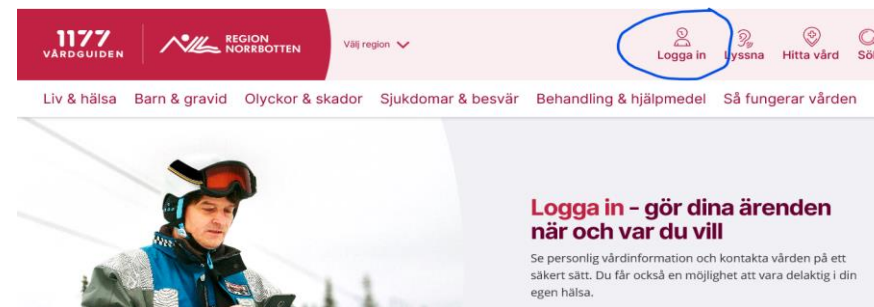 1177
VÅRDGUIDEN
REGION
NORRBOTTEN
Välj region
Logga in
Lyssna
Hitta vård
Liv & hälsa Barn & gravid Olyckor & skador Sjukdomar & besvär Behandling & hjälpmedel Så fungerar vården
Logga in – gör dina ärenden
när och var du vill
Se personlig vårdinformation och kontakta vården på ett
säkert sätt. Du får också en möjlighet att vara delaktig i din
egen hälsa.